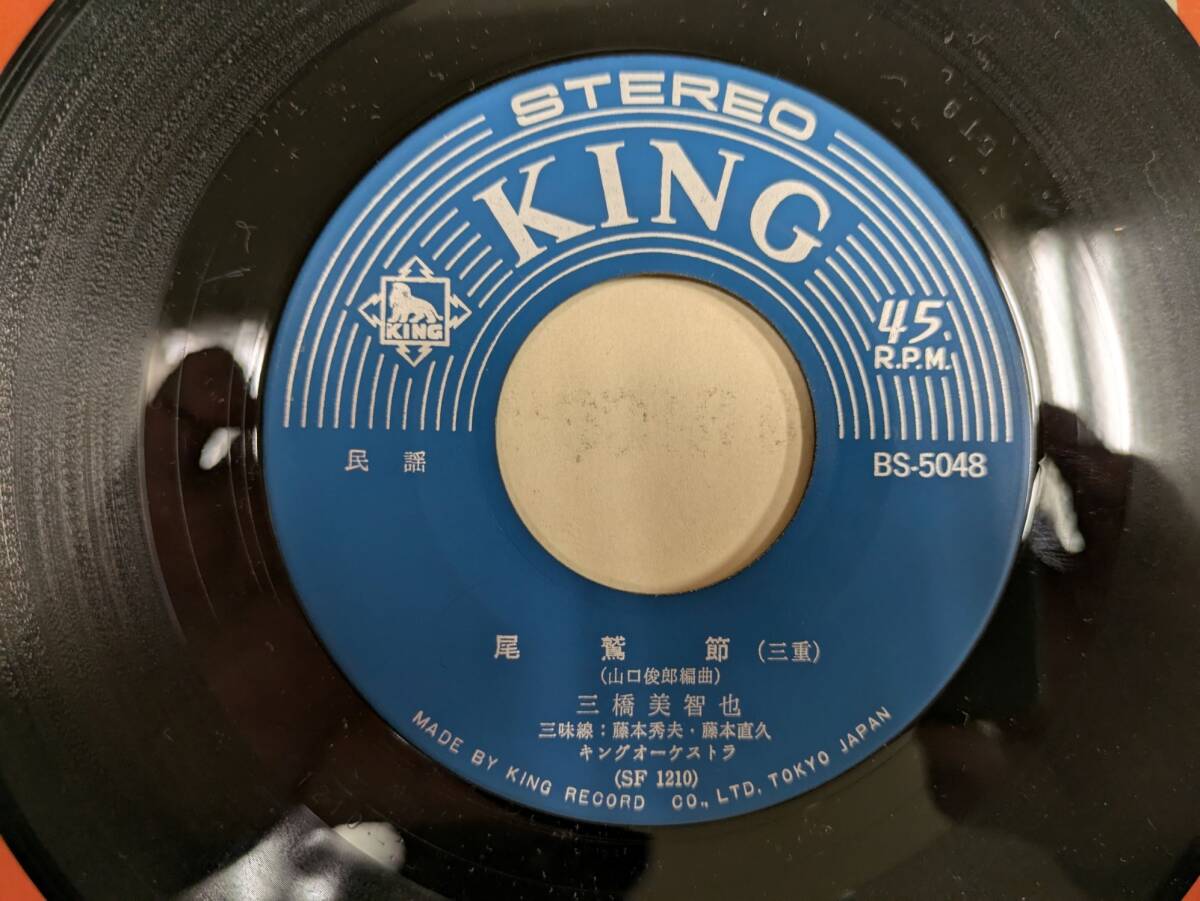 STEREO
KING
KING
45
R.P.M.
民謡
BS-5048
尾鷲節 (三重)
(山口俊郎編曲)
三橋美智也
三味線：藤本秀夫・藤本直久
キングオーケストラ
(SF 1210)
MADE BY KING RECORD CO., LTD, TOKYO JAPAN